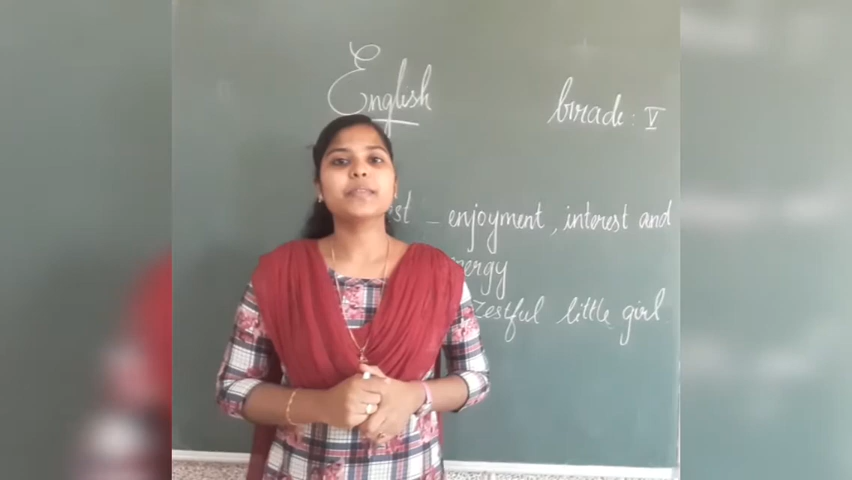 English
Grade: V
enjoyment, interest and
Zestful little girl